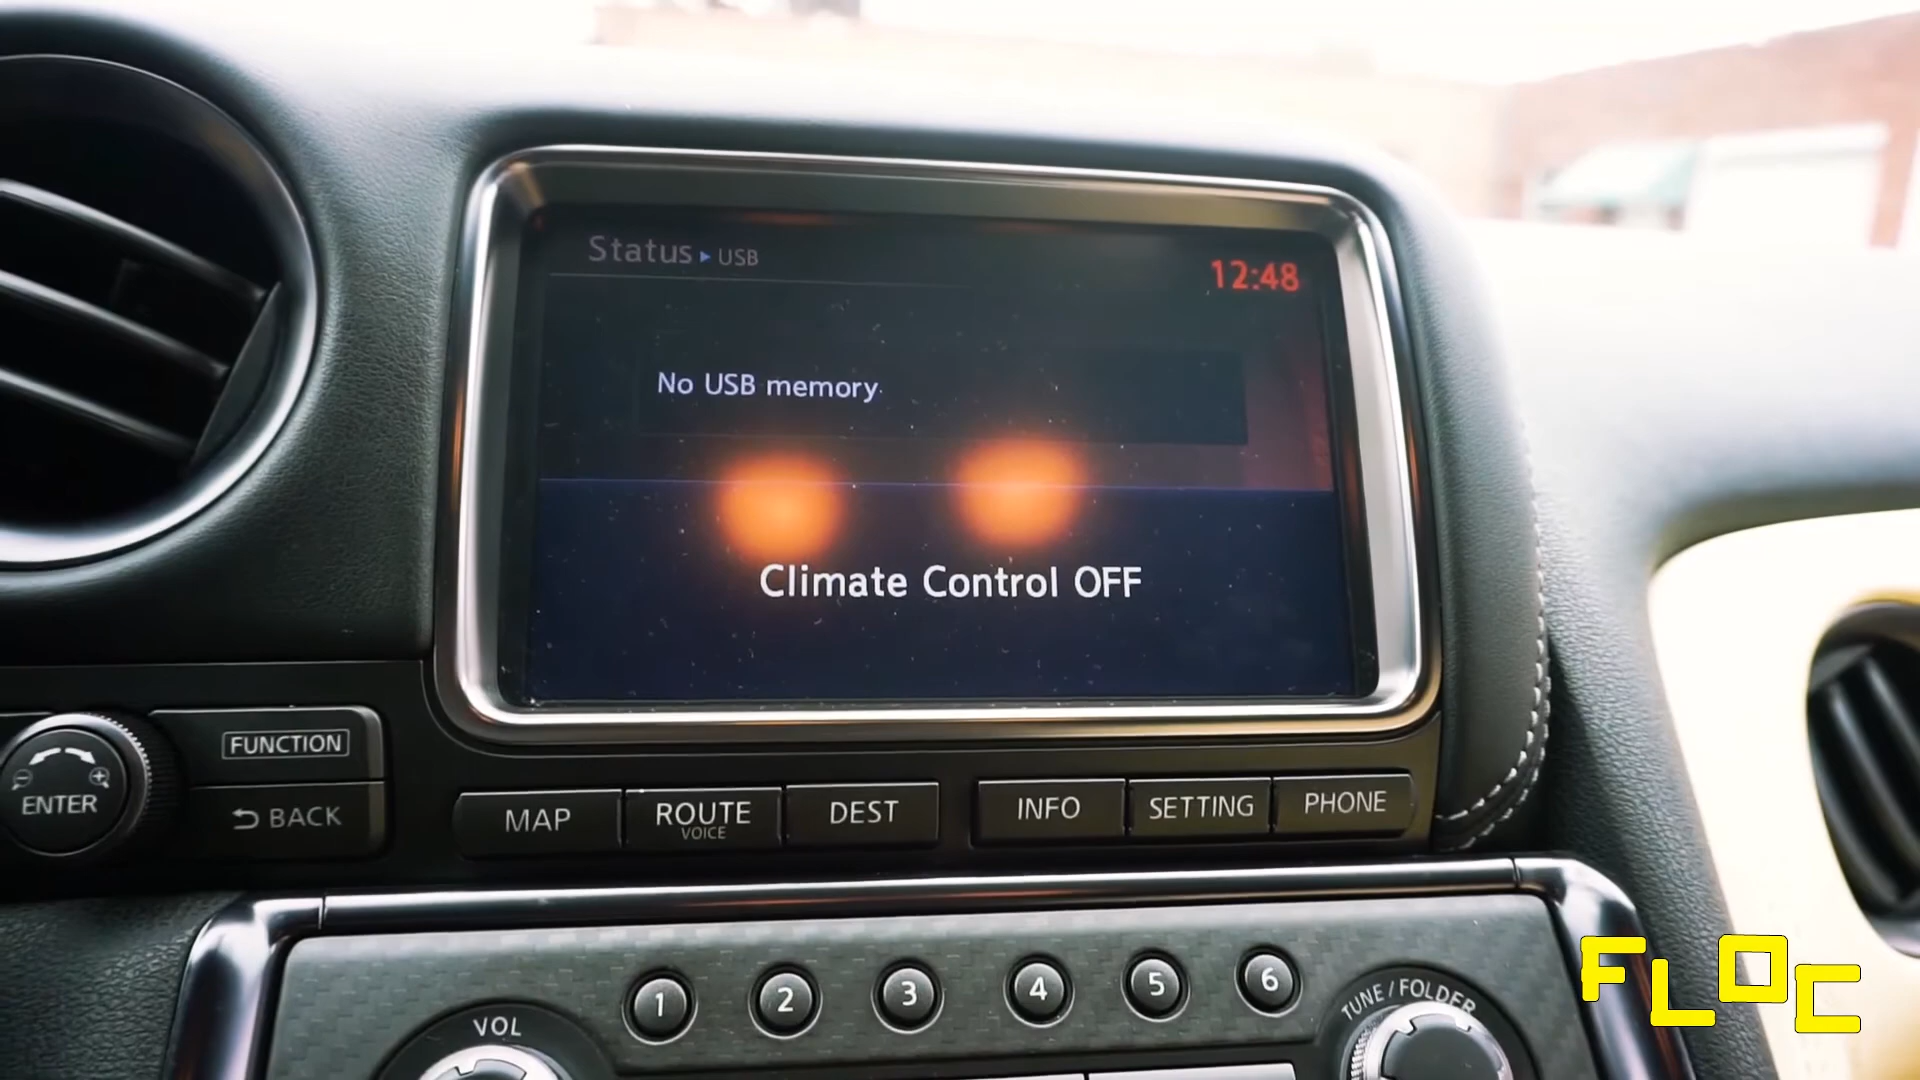 Status ▸ USB
12:48
No USB memory
Climate Control OFF
FUNCTION
ENTER
BACK
MAP
ROUTE
VOICE
DEST
INFO
SETTING
PHONE
1 2 3 4 5 6
VOL
TUNE / FOLDER
FLOC